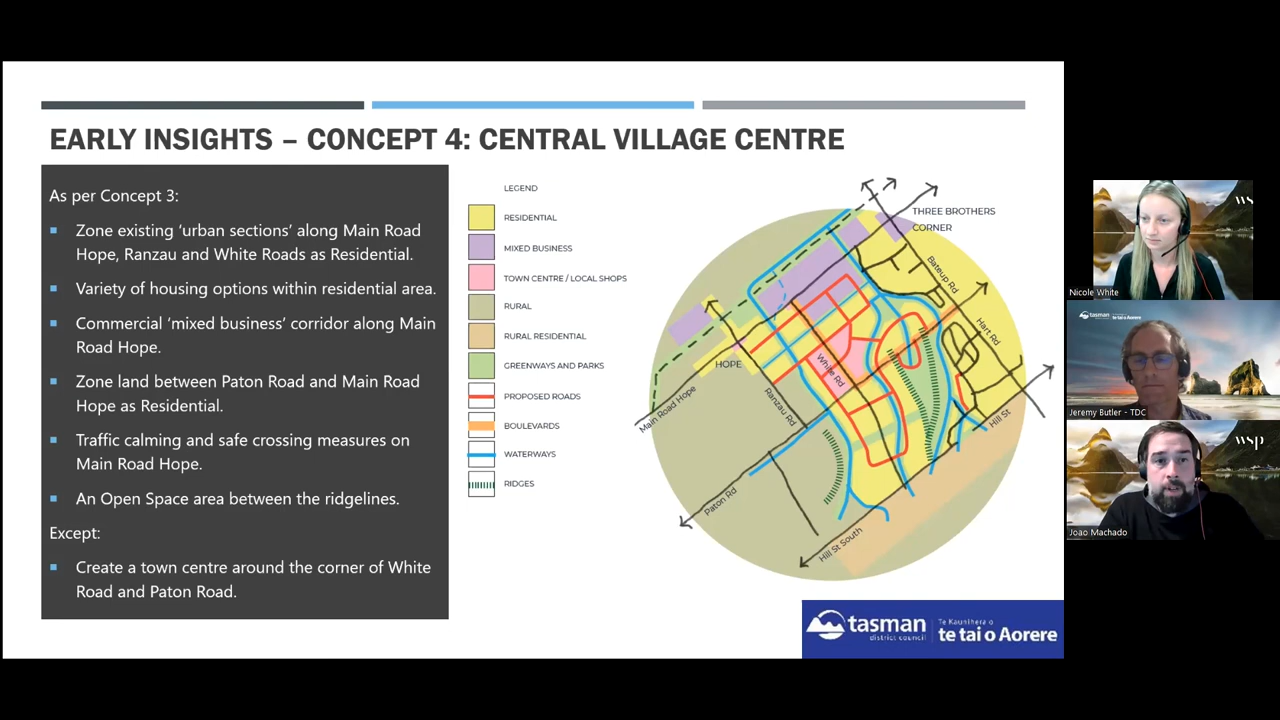 EARLY INSIGHTS – CONCEPT 4: CENTRAL VILLAGE CENTRE
As per Concept 3:
Zone existing ‘urban sections’ along Main Road
Hope, Ranzau and White Roads as Residential.
Variety of housing options within residential area.
Commercial ‘mixed business’ corridor along Main
Road Hope.
Zone land between Paton Road and Main Road
Hope as Residential.
Traffic calming and safe crossing measures on
Main Road Hope.
An Open Space area between the ridgelines.
Except:
Create a town centre around the corner of White
Road and Paton Road.
LEGEND
RESIDENTIAL
MIXED BUSINESS
TOWN CENTRE / LOCAL SHOPS
RURAL
RURAL RESIDENTIAL
GREENWAYS AND PARKS
PROPOSED ROADS
BOULEVARDS
WATERWAYS
RIDGES
THREE BROTHERS
CORNER
Bateup Rd
Hart Rd
HOPE
White Rd
Main Road Hope
Ranzau Rd
Hill St
Paton Rd
Hill St South
tasman
district council
Te Kaunihera o
te tai o Aorere
ws
Nicole White
tasman
Jeremy Butler - TDC
wsp
Joao Machado